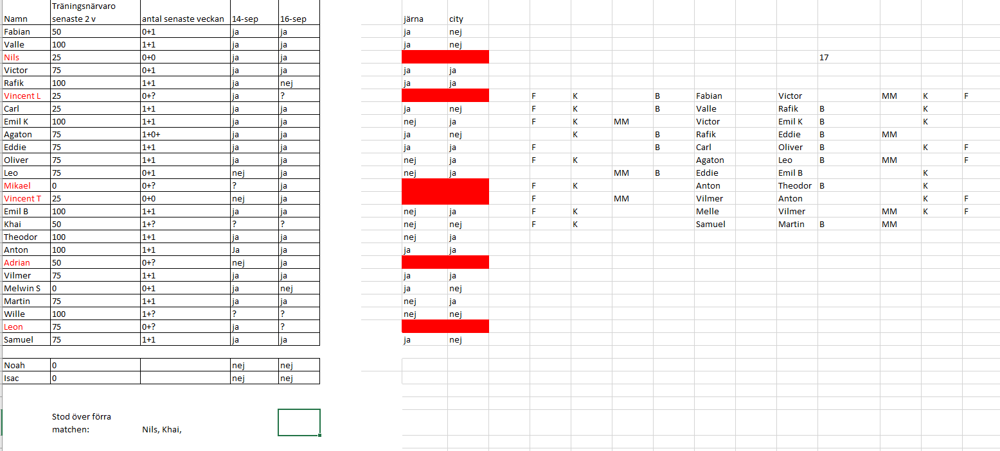 Träningsnärvaro
Namn senaste 2 v antal senaste veckan 14-sep 16-sep järna city
Fabian 50 0+1 ja ja ja nej
Valle 100 1+1 ja ja ja nej
Nils 25 0+0 ja ja 17
Victor 75 0+1 ja ja ja ja
Rafik 100 1+1 ja nej ja ja
Vincent L 25 0+? ja ? F K B Fabian Victor MM K F
Carl 25 1+1 ja ja ja nej F K B Valle Rafik B K
Emil K 100 1+1 ja ja nej ja F K MM Victor Emil K B K
Agaton 75 1+0+ ja ja ja nej K B Rafik Eddie B MM
Eddie 75 1+1 ja ja ja ja F B Carl Oliver B K F
Oliver 75 1+1 ja ja nej ja F K Agaton Leo B MM F
Leo 75 0+1 nej ja nej ja MM B Eddie Emil B K
Mikael 0 0+? ? ja F K Anton Theodor B K
Vincent T 25 0+0 nej ja F MM Vilmer Anton K F
Emil B 100 1+1 ja ja nej ja F K Melle Vilmer MM K F
Khai 50 1+? ? ? nej nej F K Samuel Martin B MM
Theodor 100 1+1 ja ja nej ja
Anton 100 1+1 Ja ja ja ja
Adrian 50 0+? nej ja
Vilmer 75 1+1 ja ja ja ja
Melwin S 0 0+1 ja nej ja nej
Martin 75 1+1 ja ja nej ja
Wille 100 1+? ? ? nej nej
Leon 75 0+? ja ?
Samuel 75 1+1 ja ja ja nej
Noah 0 nej nej
Isac 0 nej nej
Stod över förra
matchen: Nils, Khai,